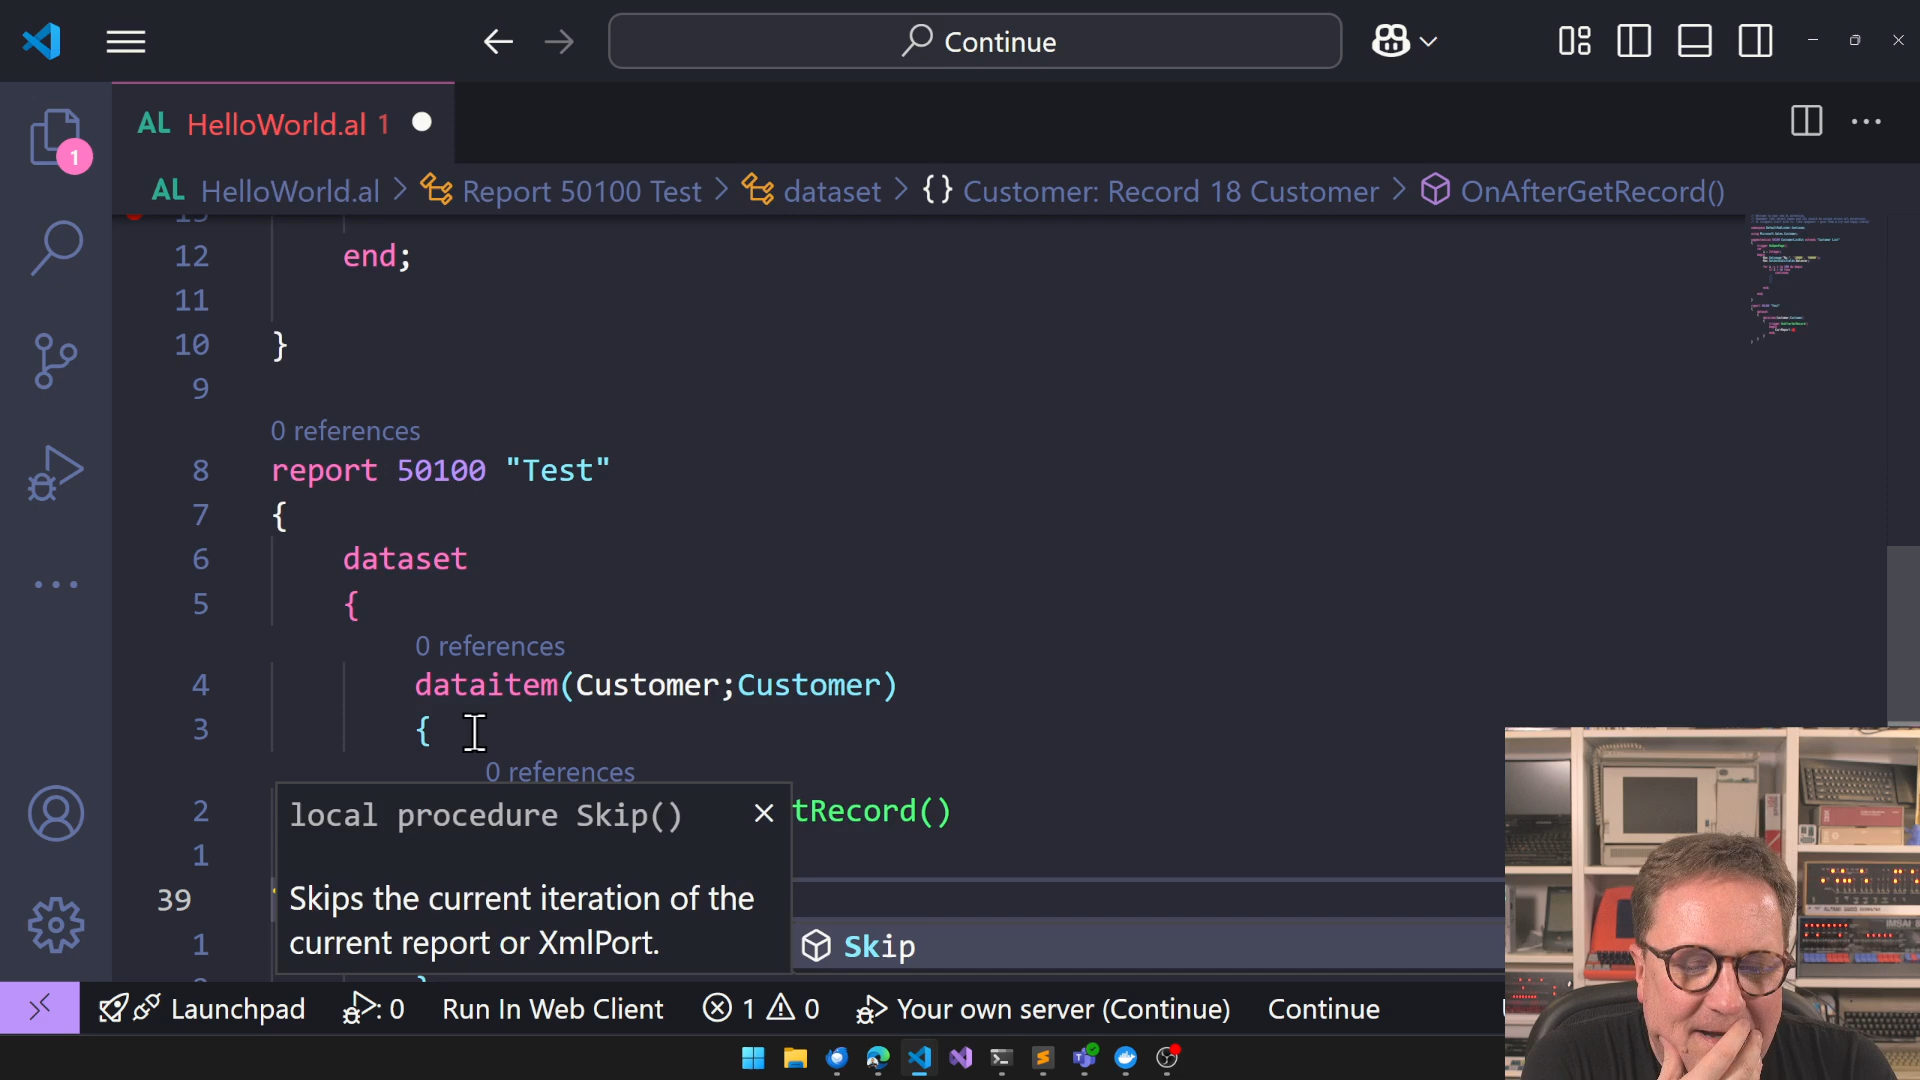 Continue
AL HelloWorld.al 1
1
AL HelloWorld.al > Report 50100 Test > dataset > {} Customer: Record 18 Customer > OnAfterGetRecord()
13
12 end;
11
10 }
9
0 references
8 report 50100 "Test"
7 {
6 dataset
5 {
0 references
4 dataitem(Customer;Customer)
3 {
0 references
2 tRecord()
1
39
1
local procedure Skip()
Skips the current iteration of the
current report or XmlPort.
Skip
Launchpad 0 Run In Web Client 1 0 Your own server (Continue) Continue